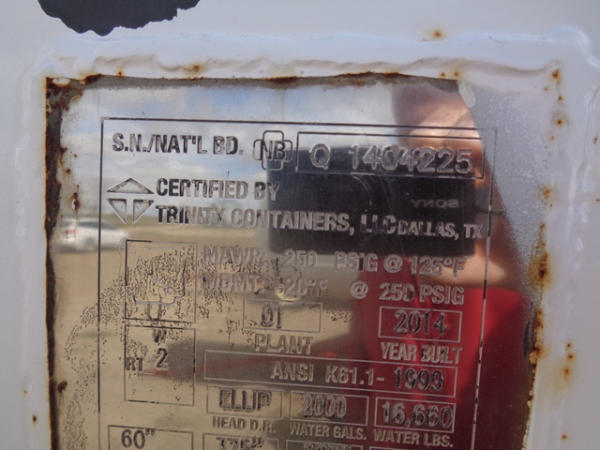 S.N./NAT'L BD. NB Q 1404225
SONY
CERTIFIED BY
TRINITY CONTAINERS, LLC DALLAS, TX
MAWP 250 PSIG @ 125°F
MDMT -20°F @ 250 PSIG
U
01 2014
W PLANT YEAR BUILT
RT 2 ANSI K61.1- 1999
ELLIP 2000 16,660
HEAD D.R. WATER GALS. WATER LBS.
60"